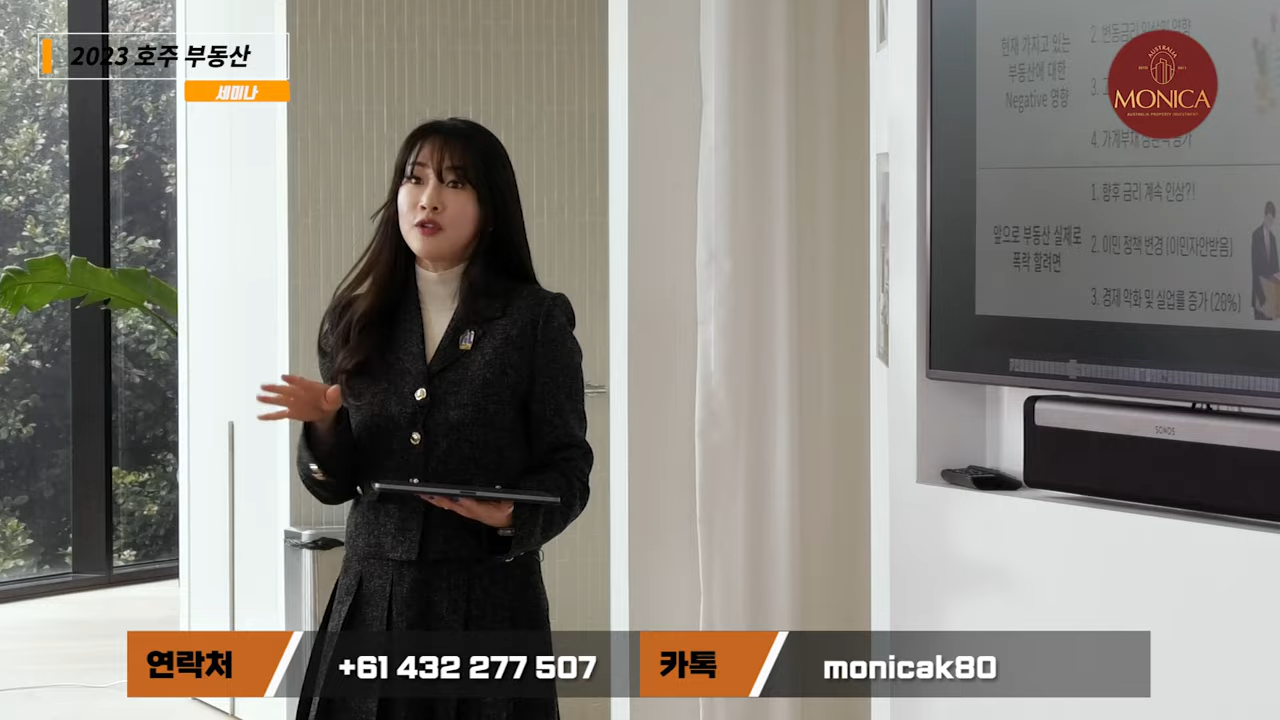 2023 호주 부동산
세미나
AUSTRALIA
MONICA
AUSTRALIA PROPERTY INVESTMENT
현재 가지고 있는
부동산에 대한
Negative 영향
2. 변동금리 인상의 영향
3.
4. 가계부채
앞으로 부동산 실제로
폭락 할려면
1. 향후 금리 계속 인상?!
2. 이민 정책 변경 (이민자안받음)
3. 경제 악화 및 실업률 증가 (20%)
SONOS
연락처
+61 432 277 507
카톡
monicak80